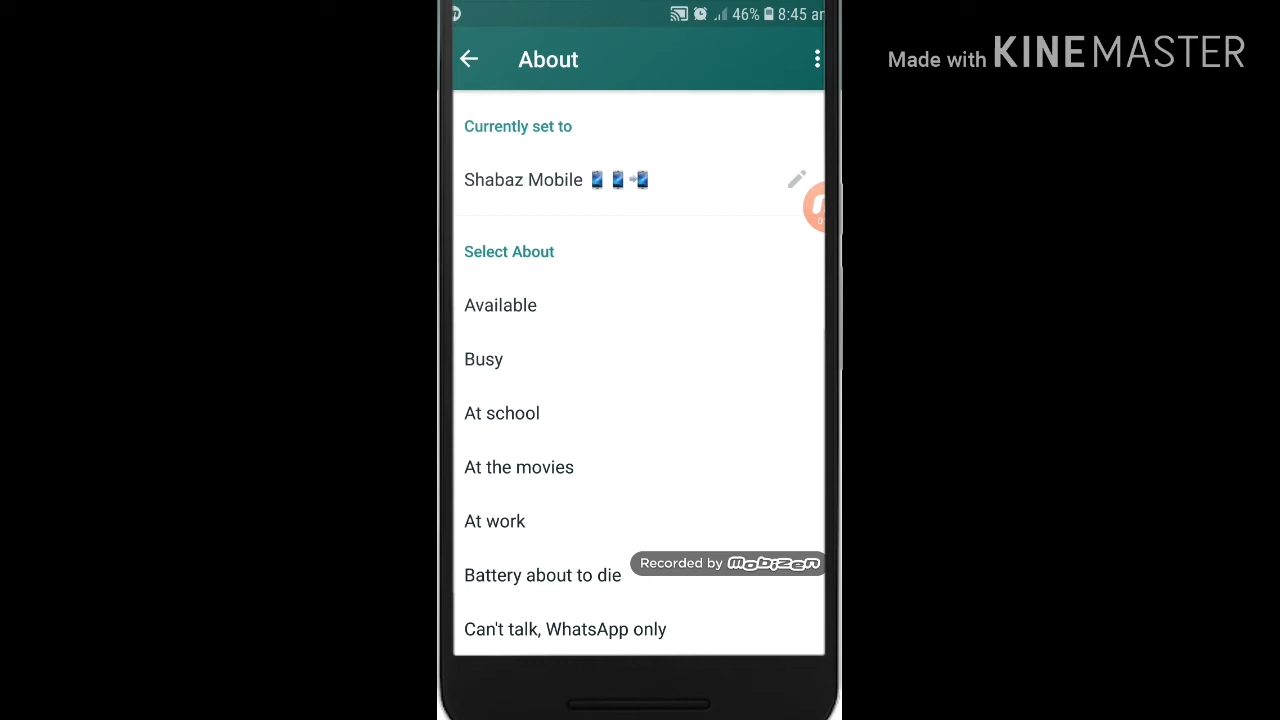 46% 8:45 am
Made with KINEMASTER
About
Currently set to
Shabaz Mobile 📱 📱 📲
Select About
Available
Busy
At school
At the movies
At work
Recorded by mobizen
Battery about to die
Can't talk, WhatsApp only